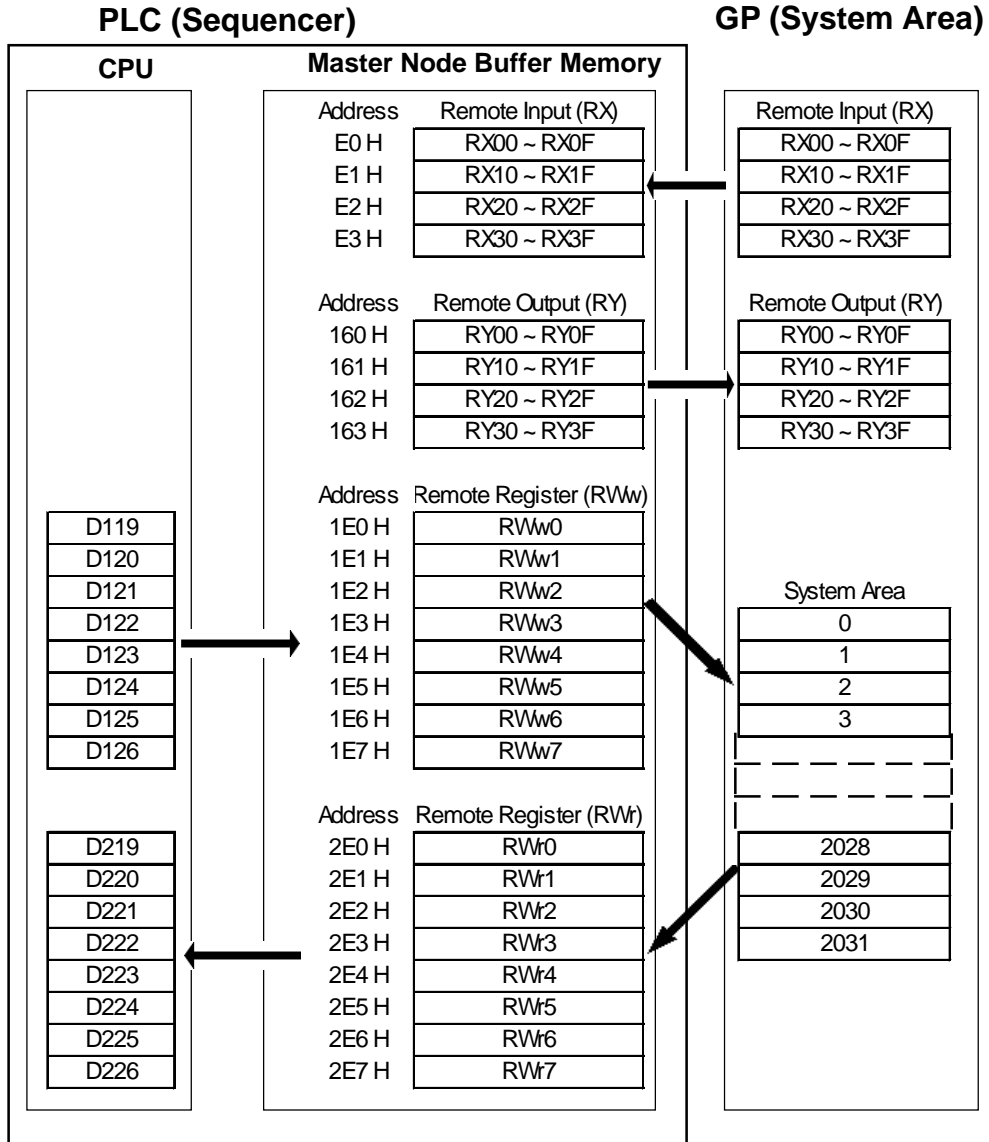 PLC (Sequencer) GP (System Area)
CPU Master Node Buffer Memory
Address Remote Input (RX) Remote Input (RX)
E0 H RX00 ~ RX0F RX00 ~ RX0F
E1 H RX10 ~ RX1F RX10 ~ RX1F
E2 H RX20 ~ RX2F RX20 ~ RX2F
E3 H RX30 ~ RX3F RX30 ~ RX3F
Address Remote Output (RY) Remote Output (RY)
160 H RY00 ~ RY0F RY00 ~ RY0F
161 H RY10 ~ RY1F RY10 ~ RY1F
162 H RY20 ~ RY2F RY20 ~ RY2F
163 H RY30 ~ RY3F RY30 ~ RY3F
Address Remote Register (RWw)
D119 1E0 H RWw0
D120 1E1 H RWw1
D121 1E2 H RWw2 System Area
D122 1E3 H RWw3 0
D123 1E4 H RWw4 1
D124 1E5 H RWw5 2
D125 1E6 H RWw6 3
D126 1E7 H RWw7
Address Remote Register (RWr)
D219 2E0 H RWr0 2028
D220 2E1 H RWr1 2029
D221 2E2 H RWr2 2030
D222 2E3 H RWr3 2031
D223 2E4 H RWr4
D224 2E5 H RWr5
D225 2E6 H RWr6
D226 2E7 H RWr7